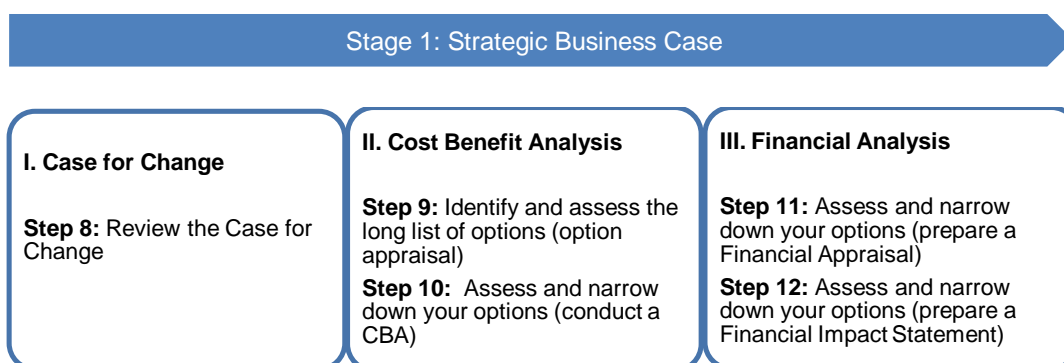 Stage 1: Strategic Business Case
I. Case for Change
Step 8: Review the Case for
Change
II. Cost Benefit Analysis
Step 9: Identify and assess the
long list of options (option
appraisal)
Step 10:  Assess and narrow
down your options (conduct a
CBA)
III. Financial Analysis
Step 11: Assess and narrow
down your options (prepare a
Financial Appraisal)
Step 12: Assess and narrow
down your options (prepare a
Financial Impact Statement)